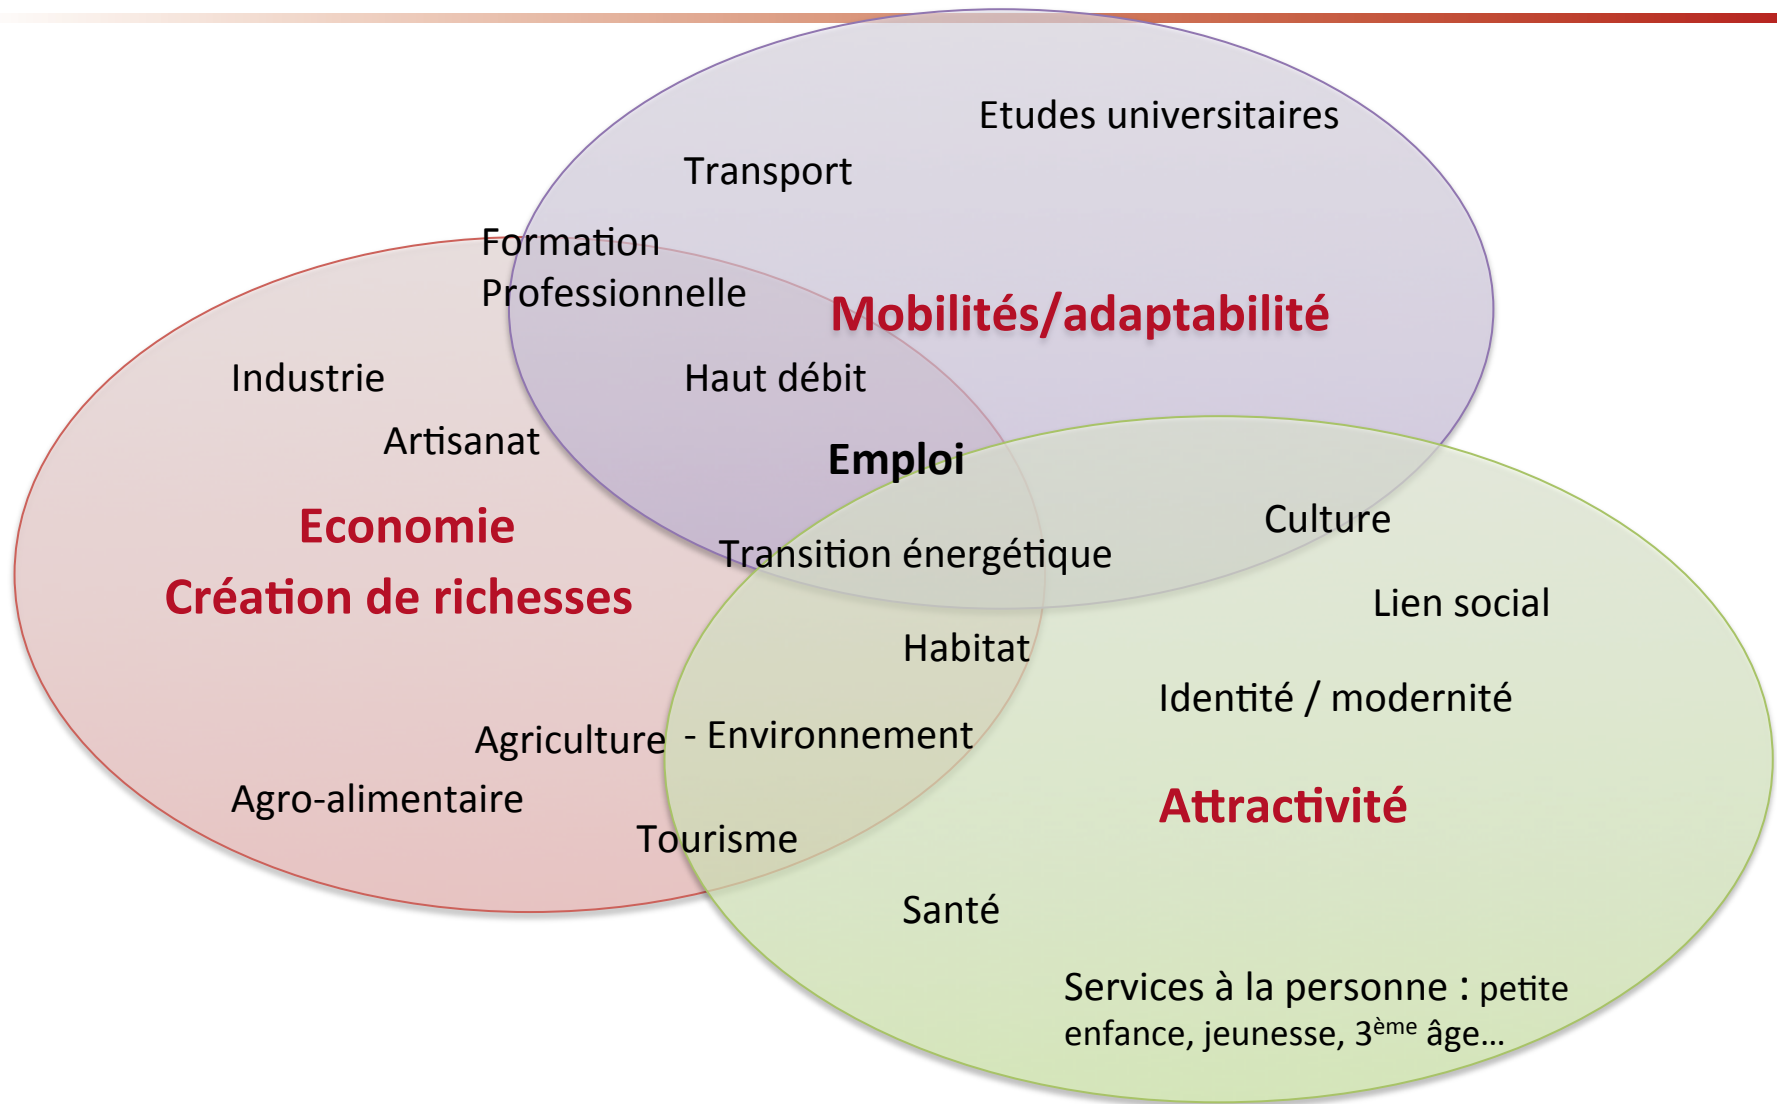 Etudes universitaires
Transport
Formation
Professionnelle
Mobilités/adaptabilité
Industrie
Haut débit
Artisanat
Emploi
Economie
Création de richesses
Culture
Transition énergétique
Lien social
Habitat
Identité / modernité
Agriculture - Environnement
Agro-alimentaire
Attractivité
Tourisme
Santé
Services à la personne : petite
enfance, jeunesse, 3ème âge…